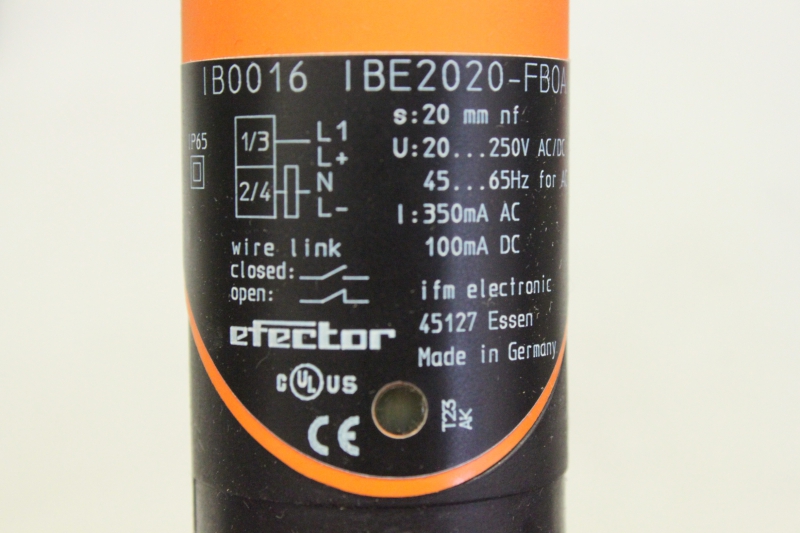 IB0016 IBE2020-FBOA
s:20 mm nf
IP65
1/3 L1
L+
U:20...250V AC/DC
2/4 N
L-
45...65Hz for AC
I:350mA AC
100mA DC
wire link
closed:
open:
ifm electronic
45127 Essen
Made in Germany
efector
c UL US
CE
T23
AK